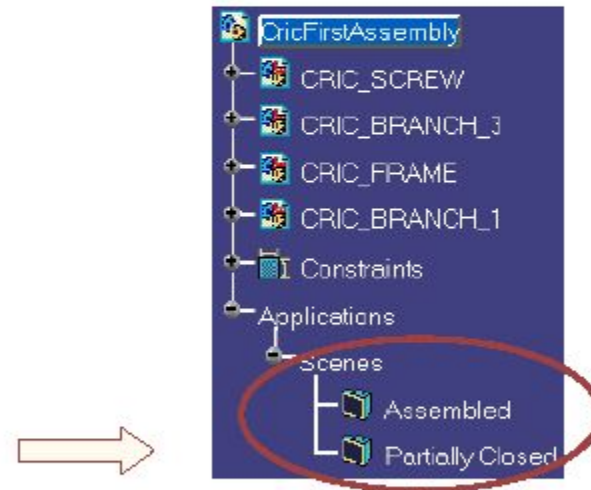 CricFirstAssembly
CRIC_SCREW
CRIC_BRANCH_3
CRIC_FRAME
CRIC_BRANCH_1
Constraints
Applications
Scenes
Assembled
Partially Closed